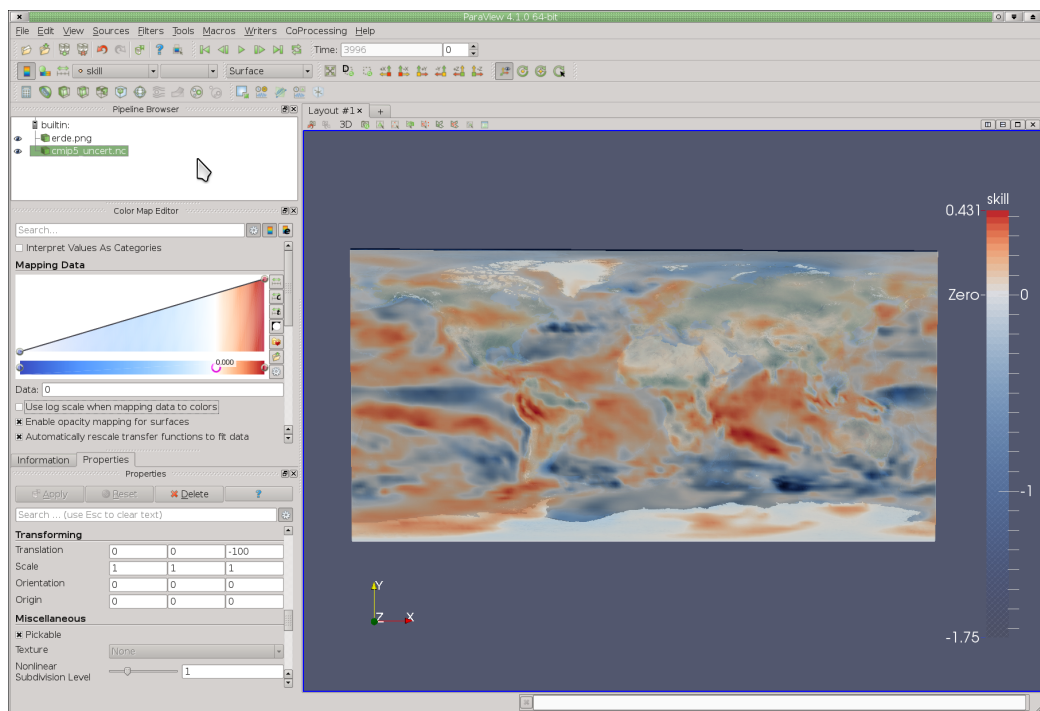 ParaView 4.1.0 64-bit
File Edit View Sources Filters Tools Macros Writers CoProcessing Help
Time: 3996 0
skill Surface
Pipeline Browser
Layout #1
3D
builtin:
erde.png
cmip5_uncert.nc
Color Map Editor
Search...
Interpret Values As Categories
Mapping Data
0.000
Data: 0
Use log scale when mapping data to colors
Enable opacity mapping for surfaces
Automatically rescale transfer functions to fit data
Information Properties
Properties
Apply Reset Delete ?
Search ... (use Esc to clear text)
Transforming
Translation 0 0 -100
Scale 1 1 1
Orientation 0 0 0
Origin 0 0 0
Miscellaneous
Pickable
Texture None
Nonlinear
Subdivision Level 1
skill
0.431
Zero 0
-1
-1.75
Y
Z X